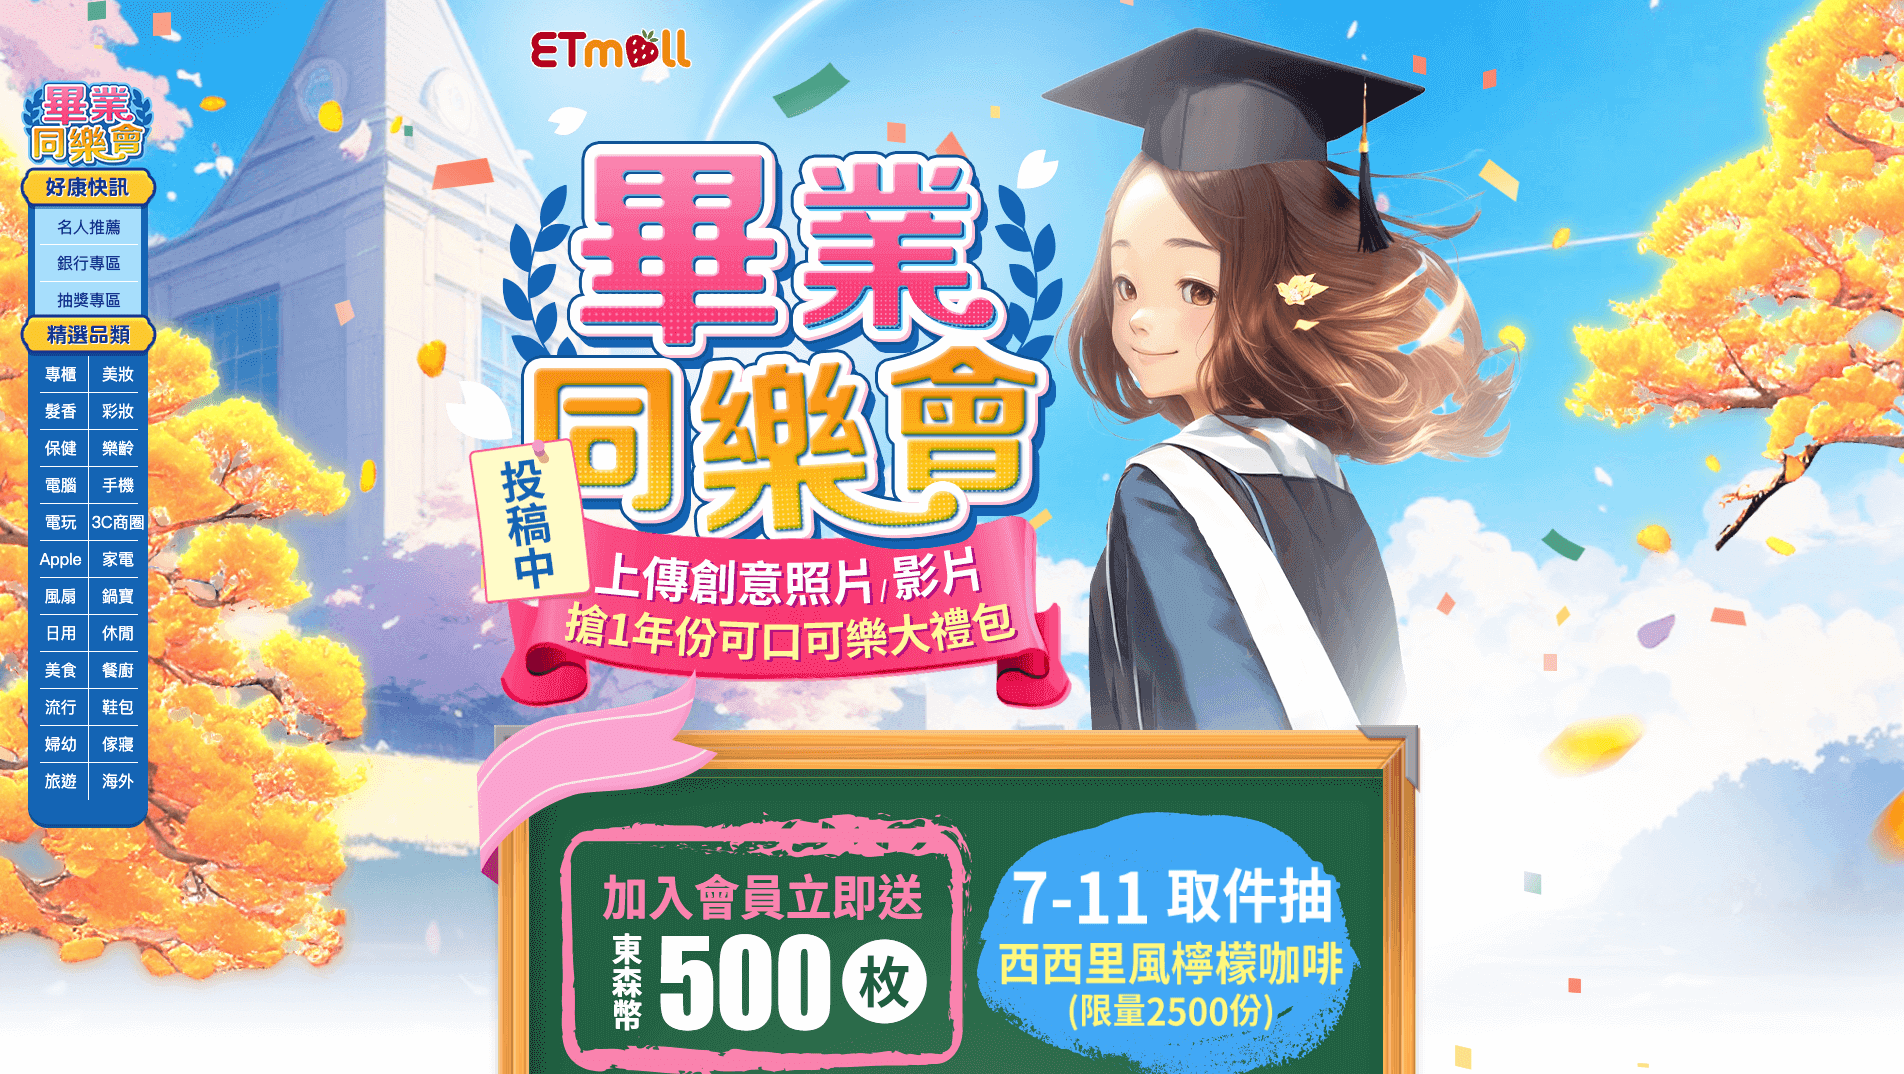 ETmall
畢業
同樂會
好康快訊
名人推薦
銀行專區
抽獎專區
精選品類
專櫃 美妝
髮香 彩妝
保健 樂齡
電腦 手機
電玩 3C商圈
Apple 家電
風扇 鍋寶
日用 休閒
美食 餐廚
流行 鞋包
婦幼 傢寢
旅遊 海外
畢業
同樂會
投稿中
上傳創意照片/影片
搶1年份可口可樂大禮包
加入會員立即送
東森幣 500 枚
7-11 取件抽
西西里風檸檬咖啡
(限量2500份)